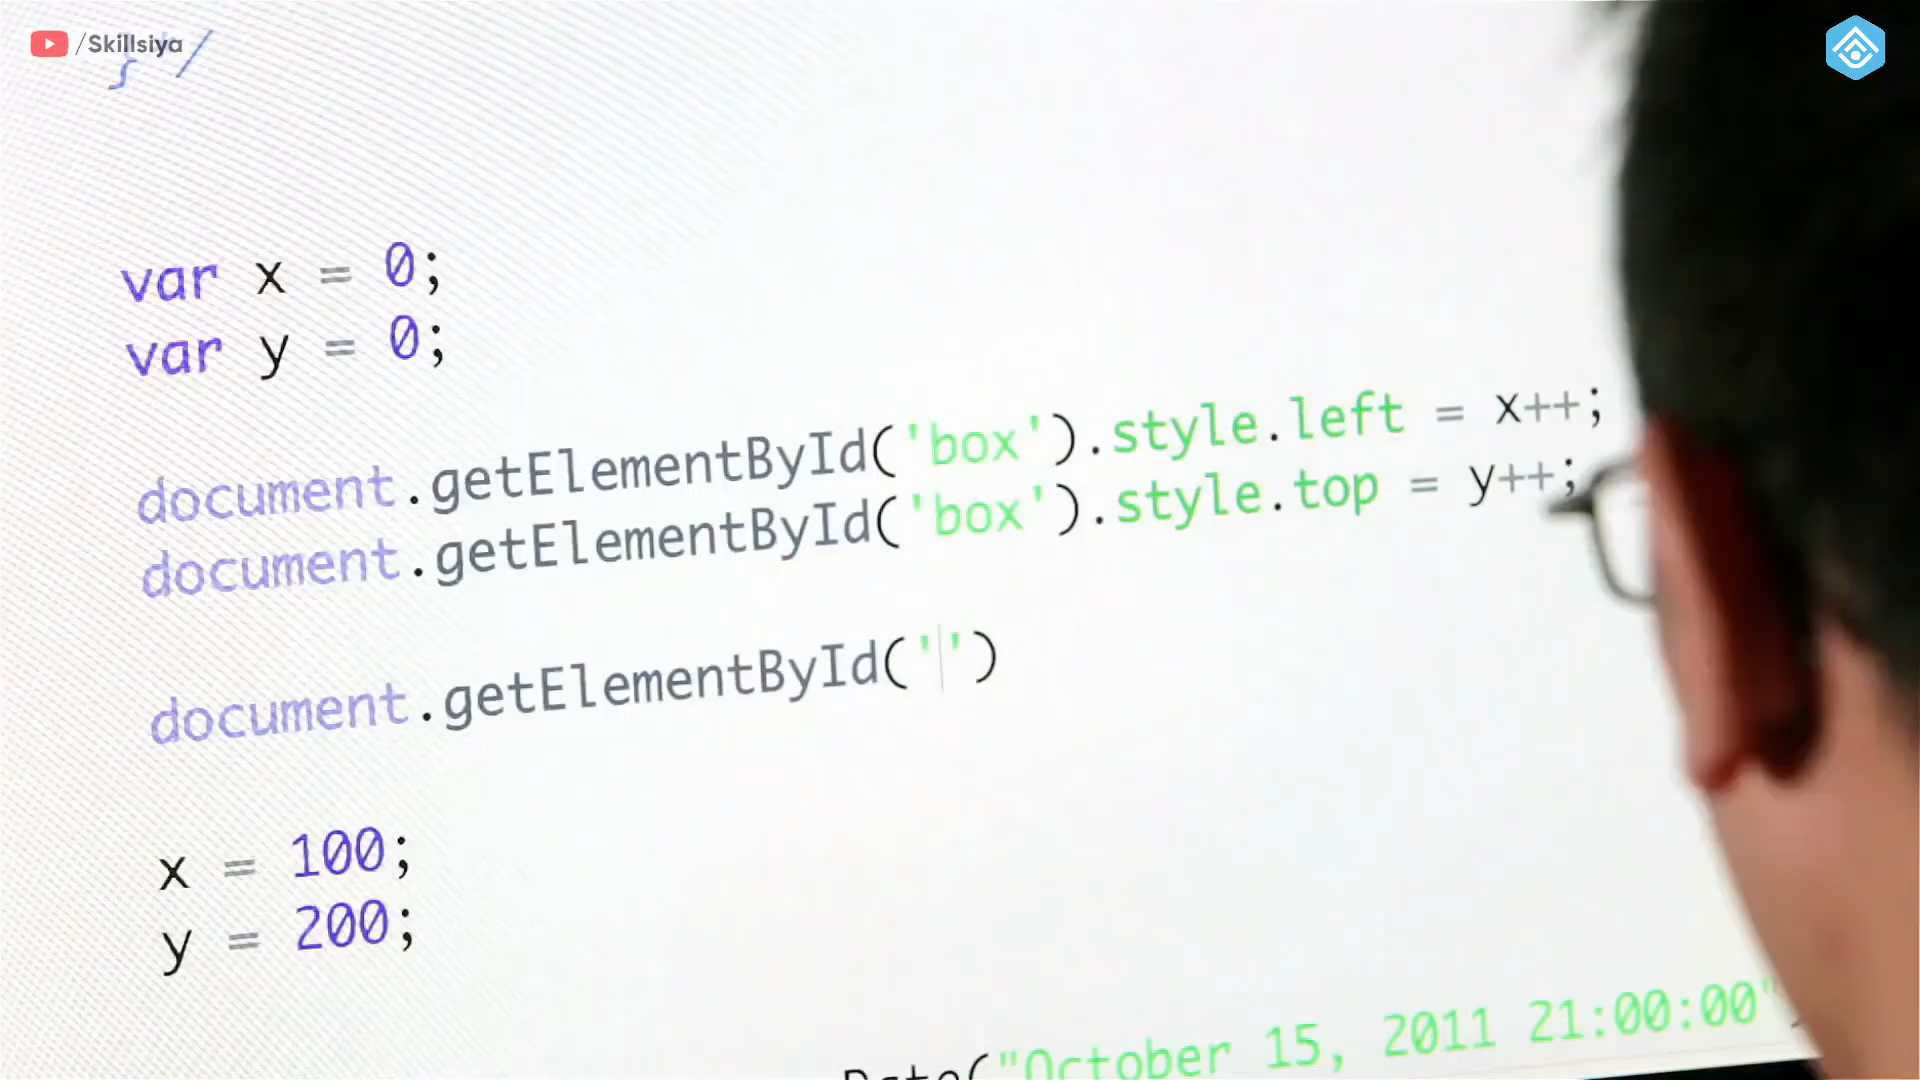 /Skillsiya
}
/
var x = 0;
var y = 0;
document.getElementById('box').style.left = x++;
document.getElementById('box').style.top = y++;
document.getElementById('')
x = 100;
y = 200;
Date("October 15, 2011 21:00:00"